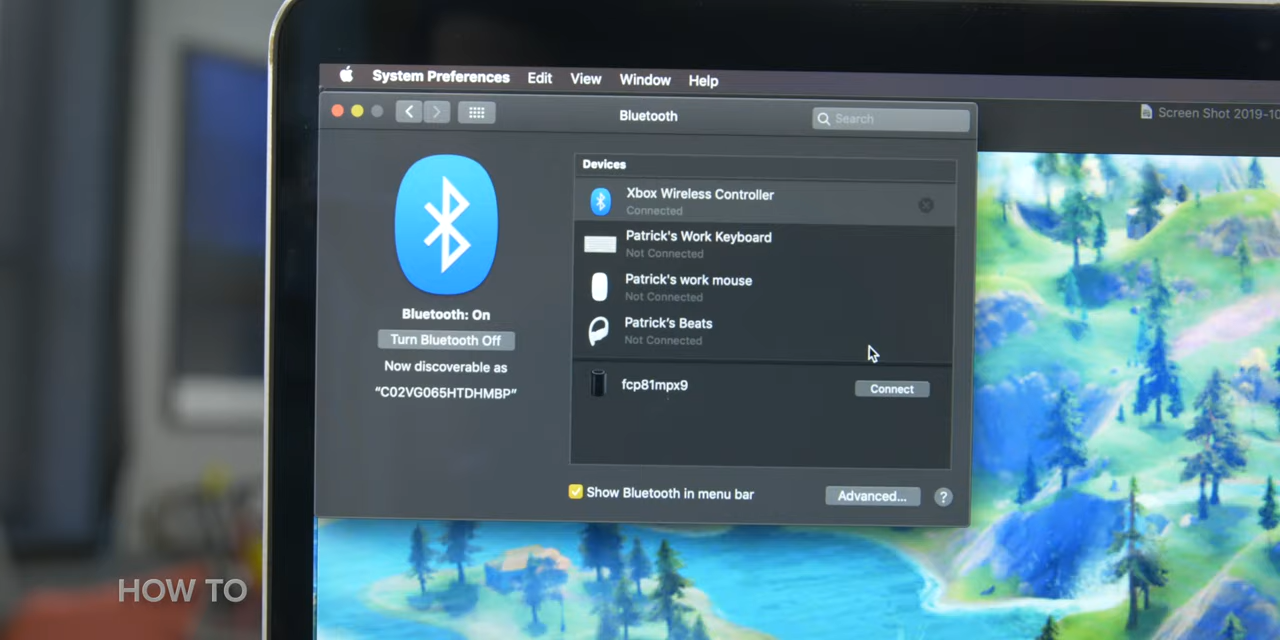 System Preferences Edit View Window Help
Bluetooth
Search
Screen Shot 2019-10
Devices
Xbox Wireless Controller
Connected
Patrick's Work Keyboard
Not Connected
Patrick's work mouse
Not Connected
Patrick's Beats
Not Connected
fcp81mpx9
Connect
Bluetooth: On
Turn Bluetooth Off
Now discoverable as
“C02VG065HTDHMBP”
Show Bluetooth in menu bar
Advanced...
?
HOW TO